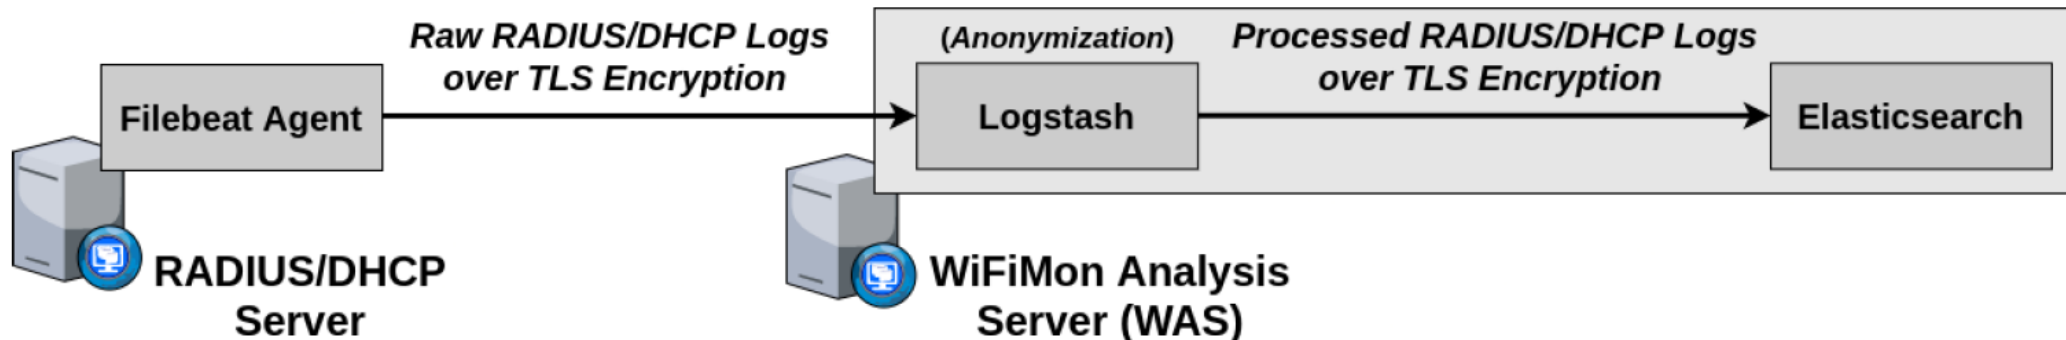 Raw RADIUS/DHCP Logs
over TLS Encryption
(Anonymization)
Processed RADIUS/DHCP Logs
over TLS Encryption
Filebeat Agent
Logstash
Elasticsearch
RADIUS/DHCP
Server
WiFiMon Analysis
Server (WAS)